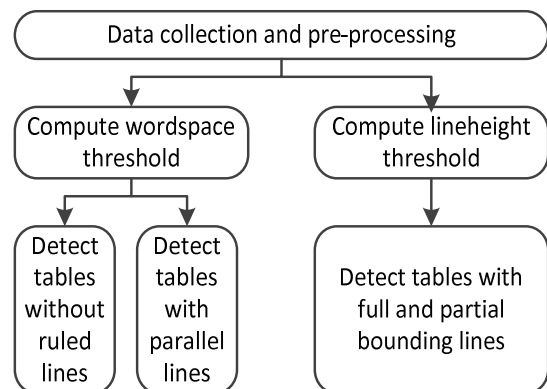 Data collection and pre-processing
Compute wordspace
threshold
Compute lineheight
threshold
Detect
tables
without
ruled
lines
Detect
tables
with
parallel
lines
Detect tables with
full and partial
bounding lines